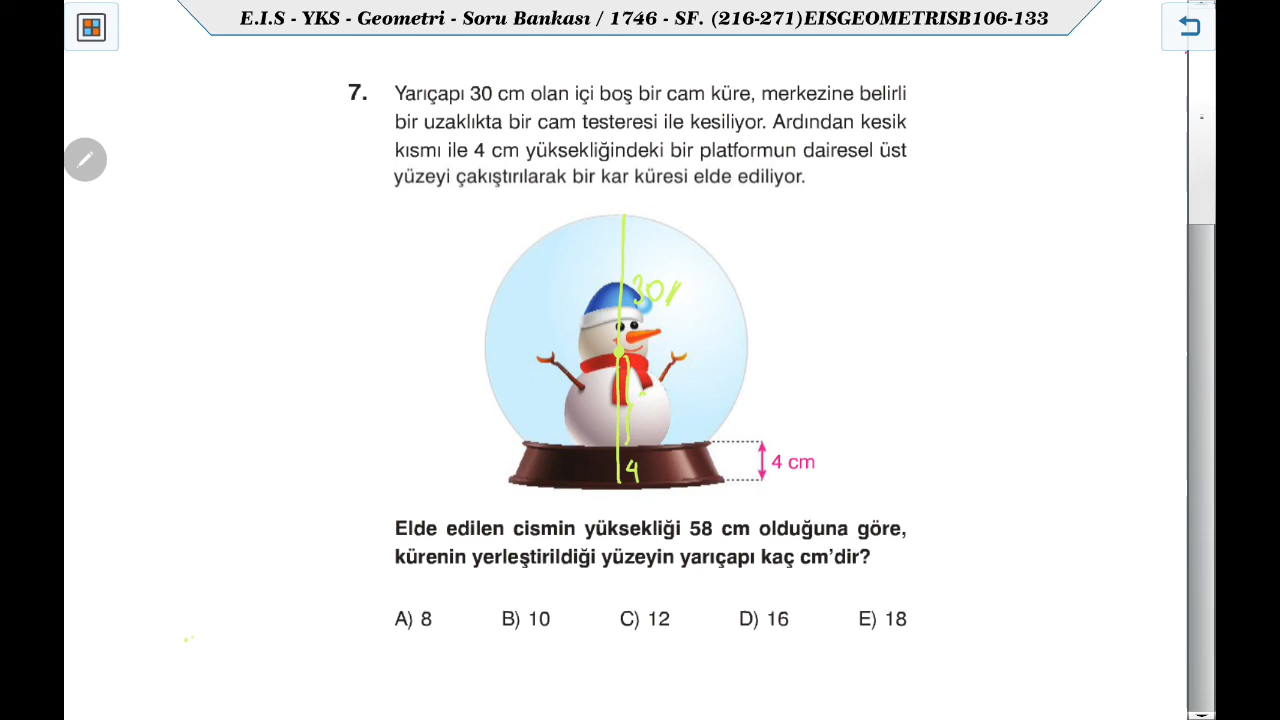 E.I.S - YKS - Geometri - Soru Bankası / 1746 - SF. (216-271)EISGEOMETRISB106-133
7. Yarıçapı 30 cm olan içi boş bir cam küre, merkezine belirli
bir uzaklıkta bir cam testeresi ile kesiliyor. Ardından kesik
kısmı ile 4 cm yüksekliğindeki bir platformun dairesel üst
yüzeyi çakıştırılarak bir kar küresi elde ediliyor.
30
4
4 cm
Elde edilen cismin yüksekliği 58 cm olduğuna göre,
kürenin yerleştirildiği yüzeyin yarıçapı kaç cm'dir?
A) 8 B) 10 C) 12 D) 16 E) 18